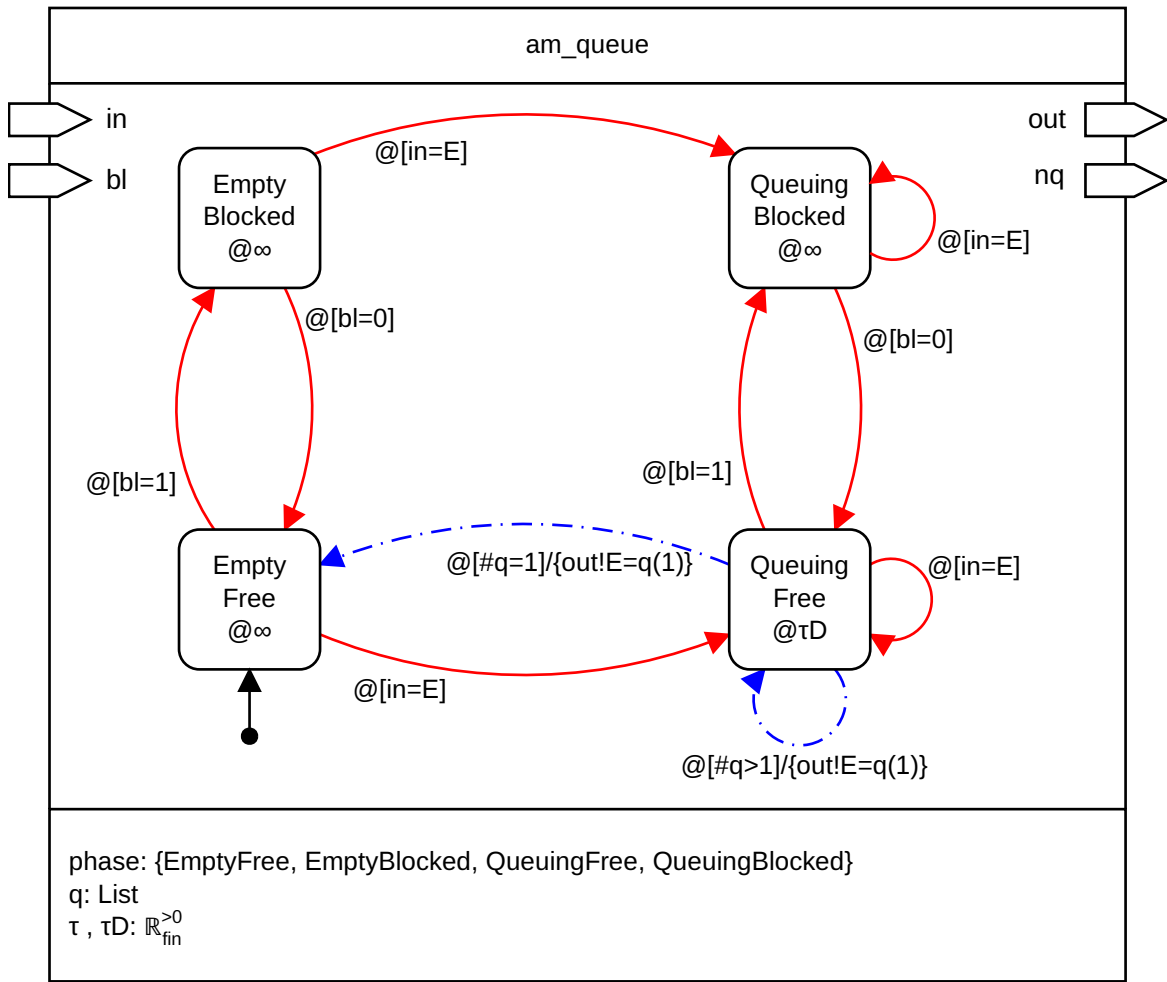 am_queue
in
out
bl
nq
@[in=E]
Empty
Blocked
@∞
Queuing
Blocked
@∞
@[in=E]
@[bl=0]
@[bl=0]
@[bl=1]
@[bl=1]
@[#q=1]/{out!E=q(1)}
Empty
Free
@∞
Queuing
Free
@τD
@[in=E]
@[in=E]
@[#q>1]/{out!E=q(1)}
phase: {EmptyFree, EmptyBlocked, QueuingFree, QueuingBlocked}
q: List
τ , τD: ℝ>0fin